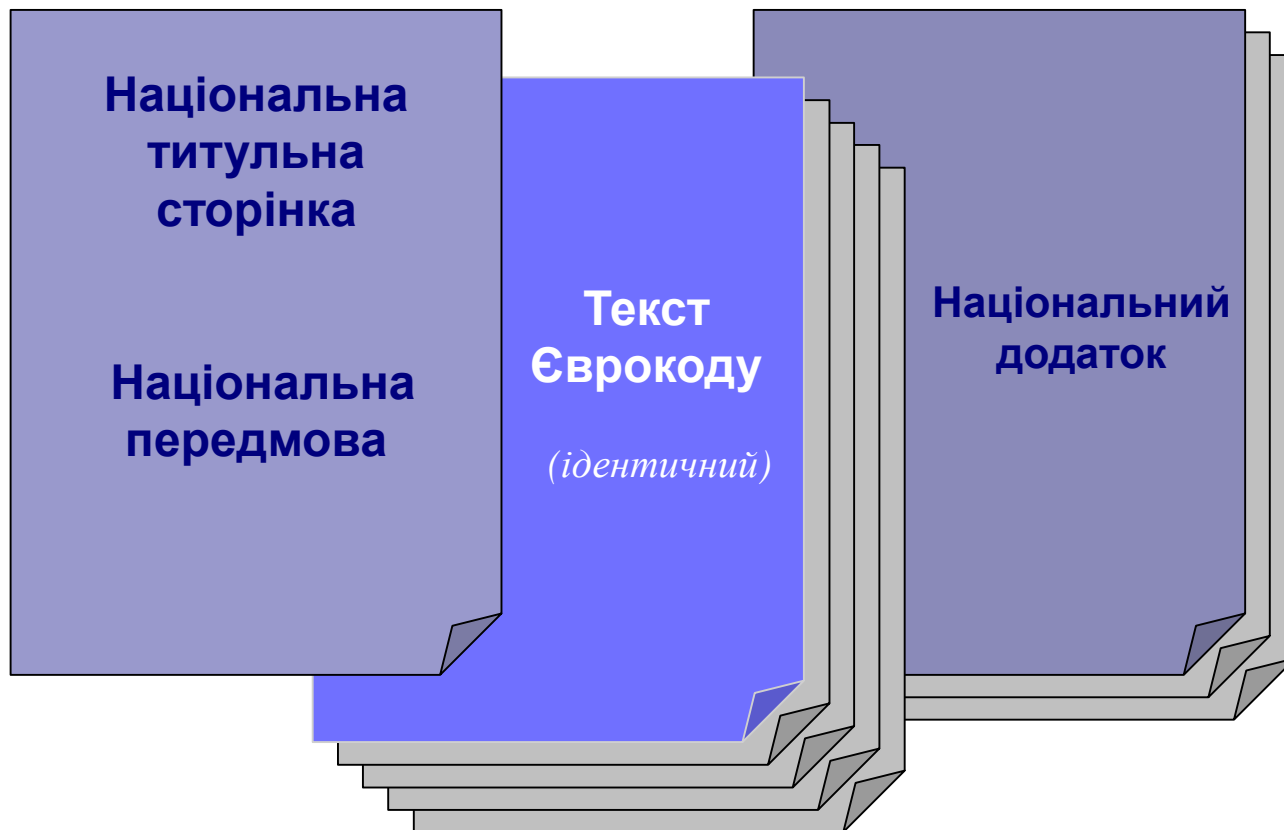 Національна
титульна
сторінка
Національна
передмова
Текст
Єврокоду
(ідентичний)
Національний
додаток